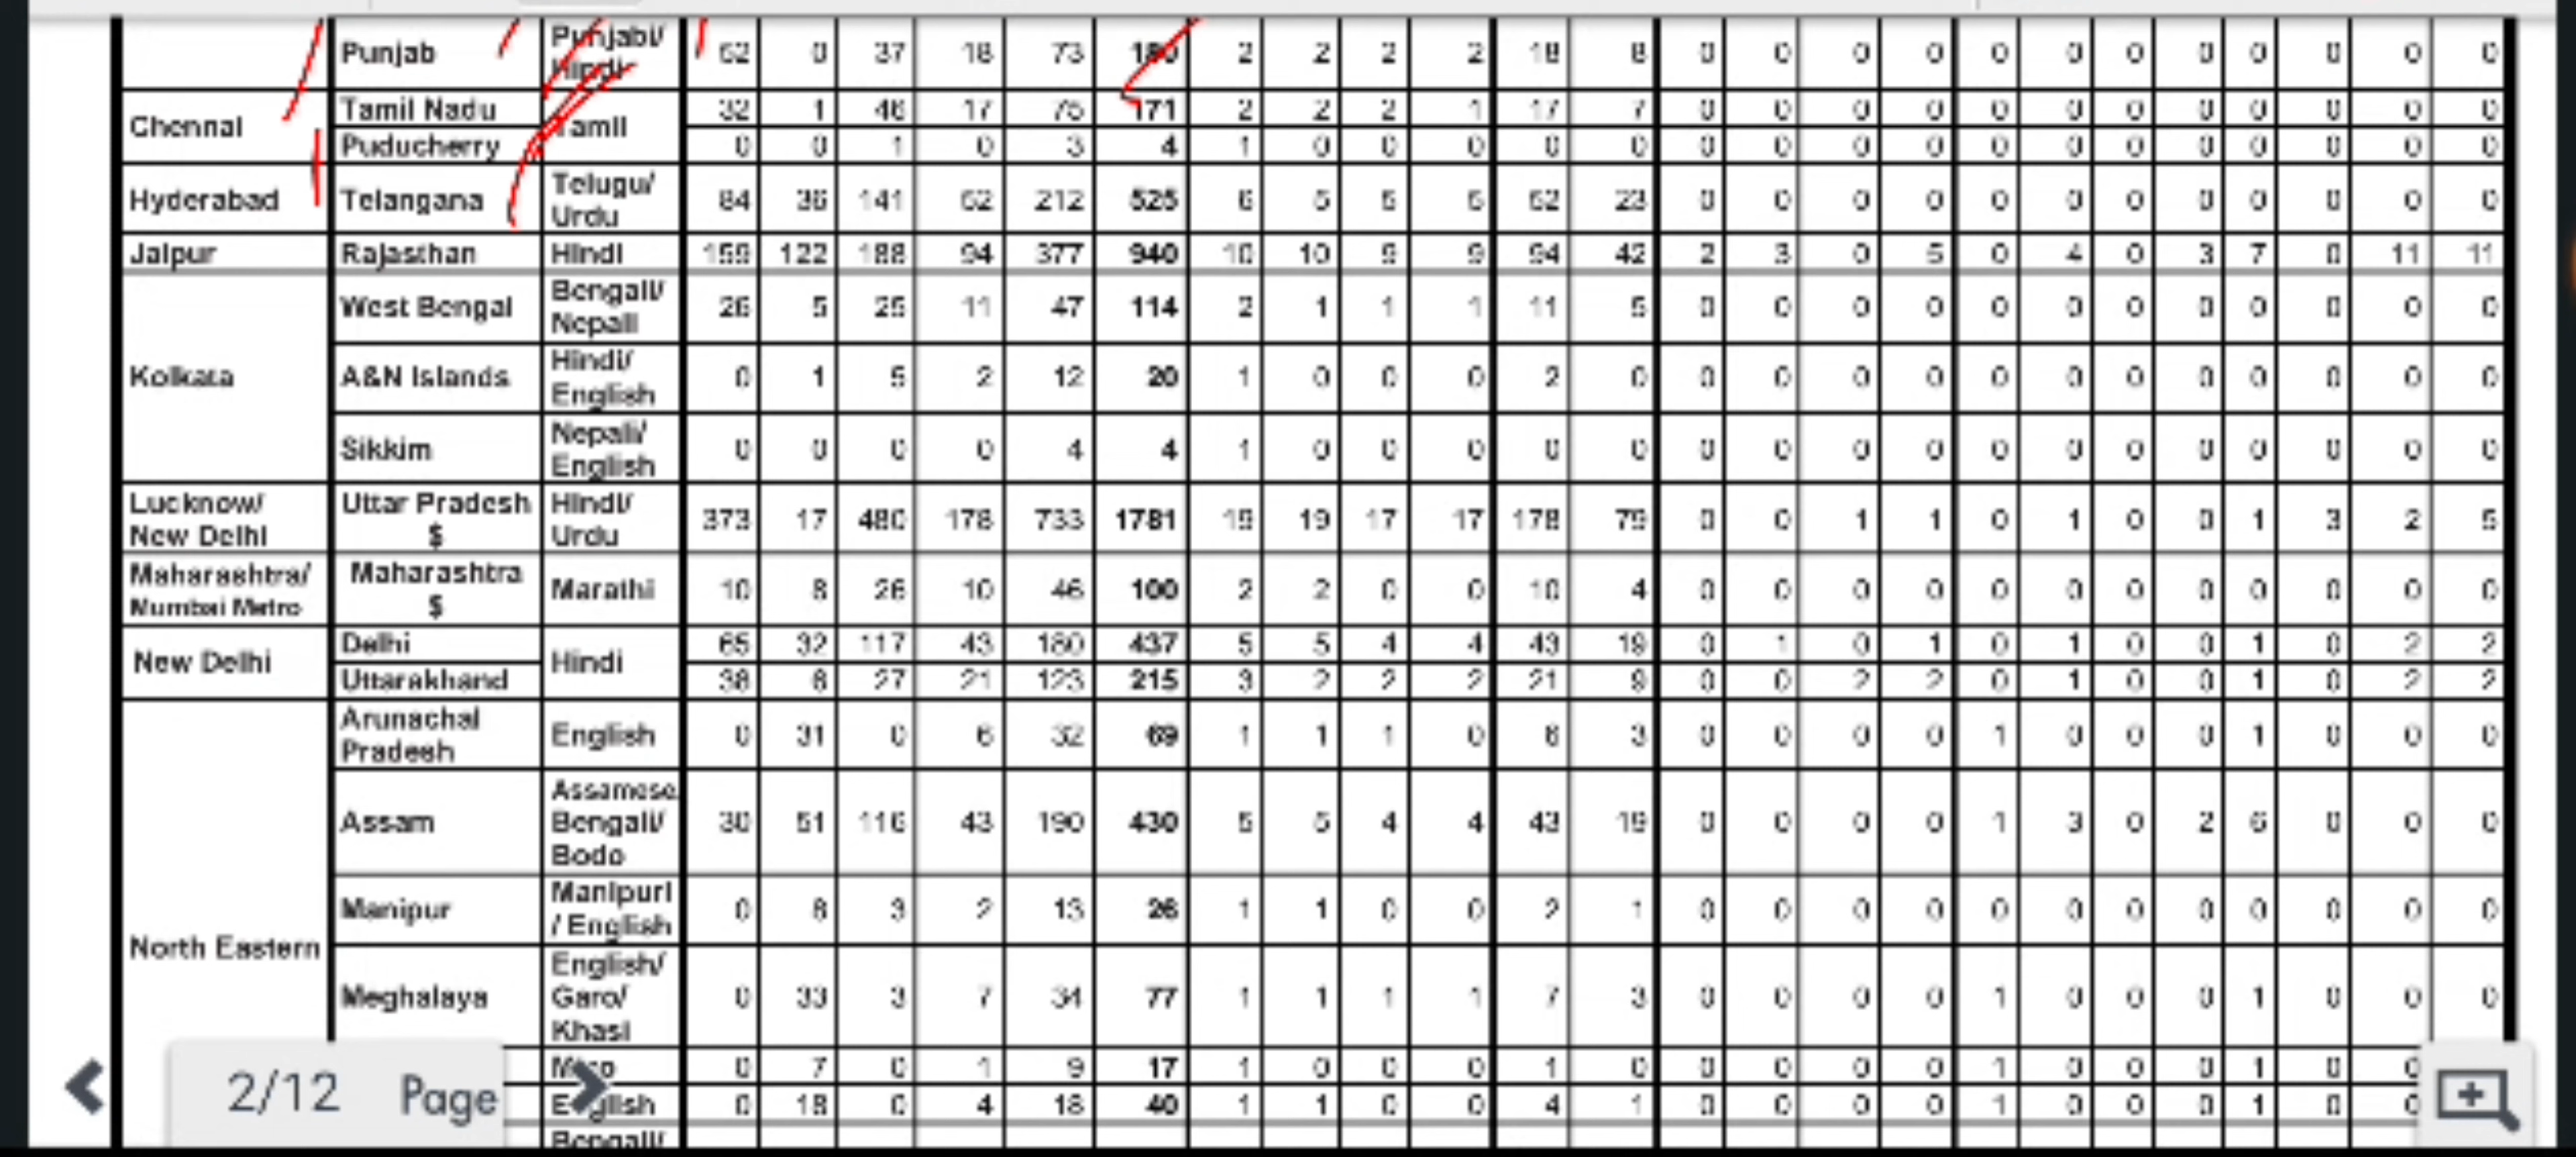 Punjab Punjabi/ Hindi 52 0 37 18 73 180 2 2 2 2 18 8 0 0 0 0 0 0 0 0 0 0 0 0
Chennai Tamil Nadu Tamil 32 1 46 17 75 171 2 2 2 1 17 7 0 0 0 0 0 0 0 0 0 0 0 0
Puducherry 0 0 1 0 3 4 1 0 0 0 0 0 0 0 0 0 0 0 0 0 0 0 0 0
Hyderabad Telangana Telugu/ Urdu 84 36 141 52 212 525 6 5 5 5 52 23 0 0 0 0 0 0 0 0 0 0 0 0
Jaipur Rajasthan Hindi 159 122 188 94 377 940 10 10 9 9 94 42 2 3 0 5 0 4 0 3 7 0 11 11
Kolkata West Bengal Bengali/ Nepali 26 5 25 11 47 114 2 1 1 1 11 5 0 0 0 0 0 0 0 0 0 0 0 0
A&N Islands Hindi/ English 0 1 5 2 12 20 1 0 0 0 2 0 0 0 0 0 0 0 0 0 0 0 0 0
Sikkim Nepali/ English 0 0 0 0 4 4 1 0 0 0 0 0 0 0 0 0 0 0 0 0 0 0 0 0
Lucknow/ New Delhi Uttar Pradesh $ Hindi/ Urdu 373 17 480 178 733 1781 19 19 17 17 178 79 0 0 1 1 0 1 0 0 1 3 2 5
Maharashtra/ Mumbai Metro Maharashtra $ Marathi 10 8 26 10 46 100 2 2 0 0 10 4 0 0 0 0 0 0 0 0 0 0 0 0
New Delhi Delhi Hindi 65 32 117 43 180 437 5 5 4 4 43 19 0 1 0 1 0 1 0 0 1 0 2 2
Uttarakhand 38 6 27 21 123 215 3 2 2 2 21 9 0 0 2 2 0 1 0 0 1 0 2 2
North Eastern Arunachal Pradesh English 0 31 0 6 32 69 1 1 1 0 6 3 0 0 0 0 1 0 0 0 1 0 0 0
Assam Assamese/ Bengali/ Bodo 30 51 116 43 190 430 5 5 4 4 43 19 0 0 0 0 1 3 0 2 6 0 0 0
Manipur Manipuri / English 0 8 3 2 13 26 1 1 0 0 2 1 0 0 0 0 0 0 0 0 0 0 0 0
Meghalaya English/ Garo/ Khasi 0 33 3 7 34 77 1 1 1 1 7 3 0 0 0 0 1 0 0 0 1 0 0 0
0 7 0 1 9 17 1 0 0 0 1 0 0 0 0 0 1 0 0 0 1 0 0
English 0 18 0 4 18 40 1 1 0 0 4 1 0 0 0 0 1 0 0 0 1 0 0
Bengali/
2/12 Page